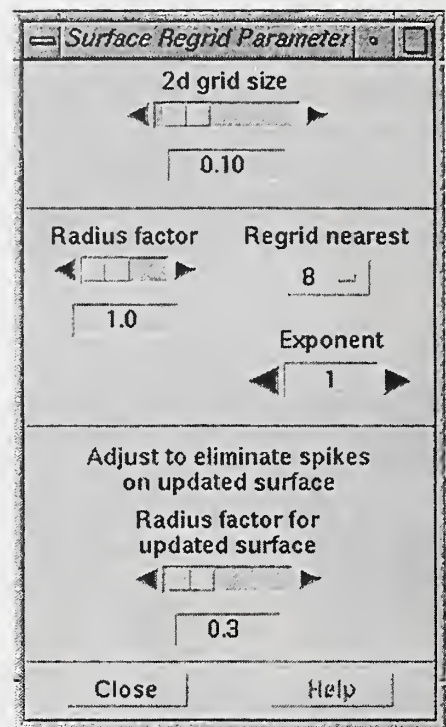 Surface Regrid Parameter
2d grid size
0.10
Radius factor
1.0
Regrid nearest
8
Exponent
1
Adjust to eliminate spikes
on updated surface
Radius factor for
updated surface
0.3
Close
Help